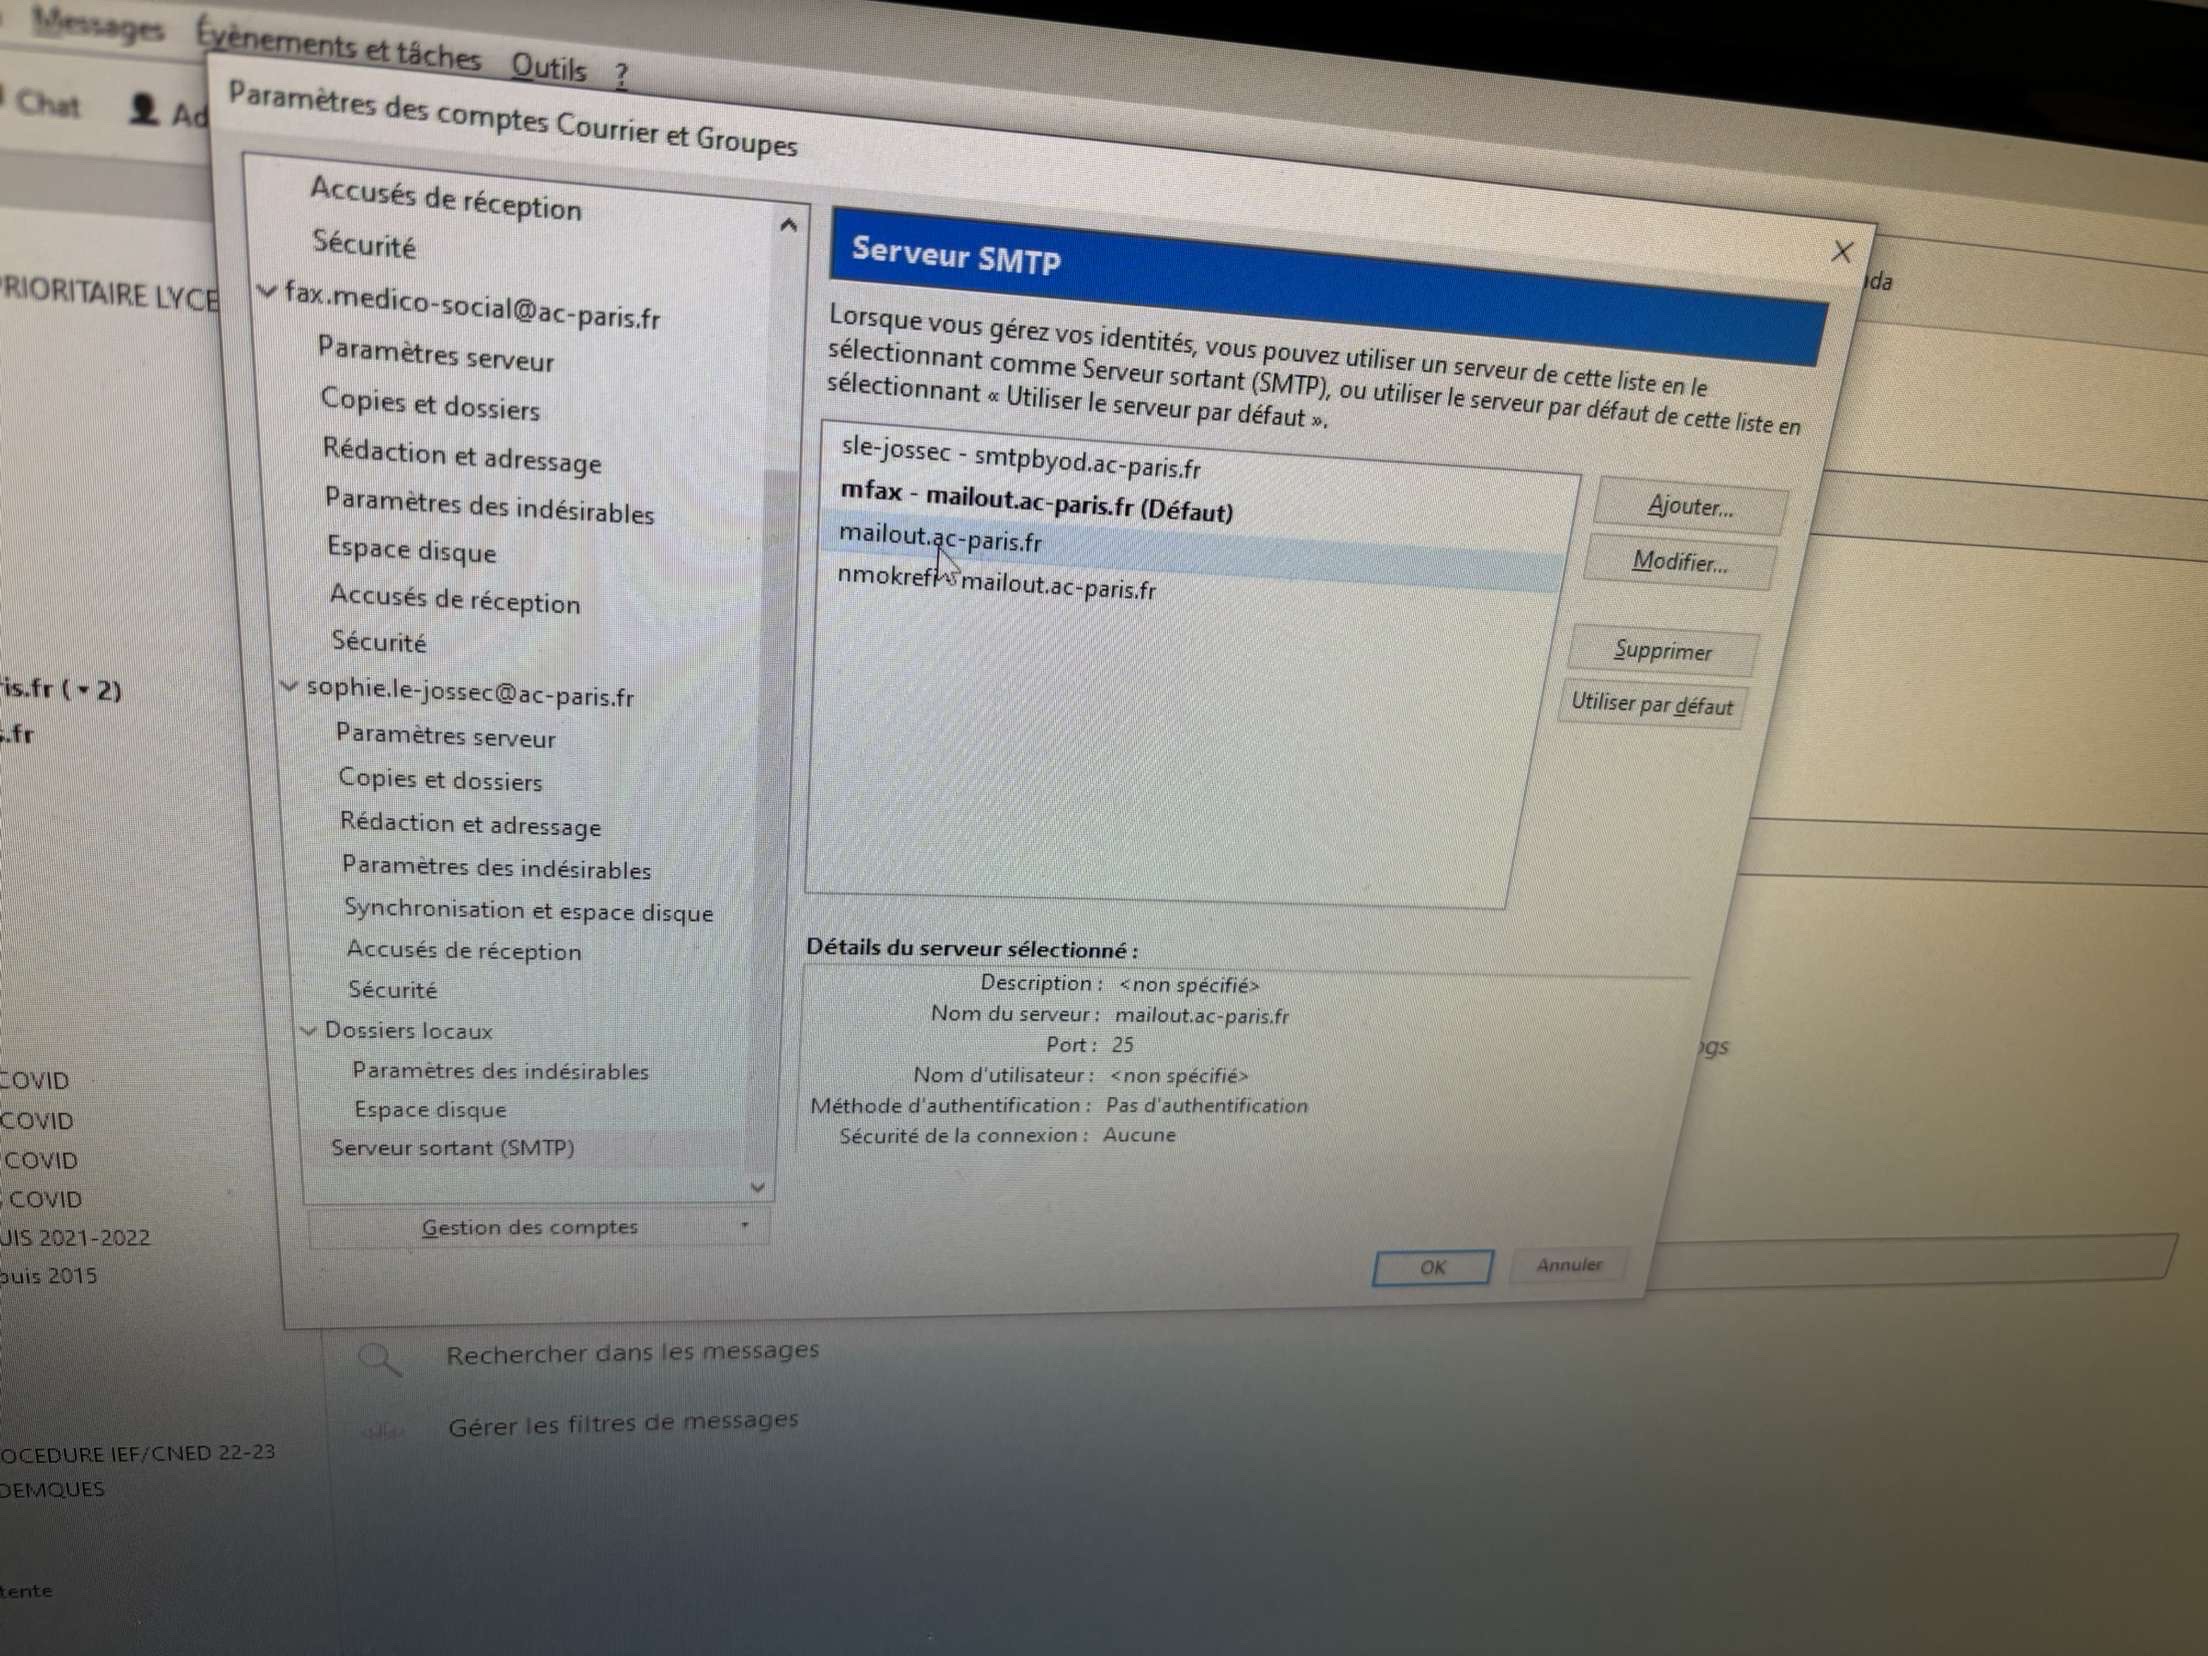 Messages Évènements et tâches Outils ?
Chat Ad
Paramètres des comptes Courrier et Groupes
Accusés de réception
Sécurité
fax.medico-social@ac-paris.fr
Paramètres serveur
Copies et dossiers
Rédaction et adressage
Paramètres des indésirables
Espace disque
Accusés de réception
Sécurité
sophie.le-jossec@ac-paris.fr
Paramètres serveur
Copies et dossiers
Rédaction et adressage
Paramètres des indésirables
Synchronisation et espace disque
Accusés de réception
Sécurité
Dossiers locaux
Paramètres des indésirables
Espace disque
Serveur sortant (SMTP)
Gestion des comptes
Serveur SMTP
Lorsque vous gérez vos identités, vous pouvez utiliser un serveur de cette liste en le
sélectionnant comme Serveur sortant (SMTP), ou utiliser le serveur par défaut de cette liste en
sélectionnant « Utiliser le serveur par défaut ».
sle-jossec - smtpbyod.ac-paris.fr
mfax - mailout.ac-paris.fr (Défaut)
mailout.ac-paris.fr
mailout.ac-paris.fr
Ajouter...
Modifier...
Supprimer
Utiliser par défaut
Détails du serveur sélectionné :
Description : <non spécifié>
Nom du serveur : mailout.ac-paris.fr
Port : 25
Nom d'utilisateur : <non spécifié>
Méthode d'authentification : Pas d'authentification
Sécurité de la connexion : Aucune
OK Annuler
RIORITAIRE LYCE
is.fr ( 2)
.fr
COVID
COVID
COVID
COVID
UIS 2021-2022
puis 2015
OCEDURE IEF/CNED 22-23
DEMQUES
tente
nda
ogs
Rechercher dans les messages
Gérer les filtres de messages